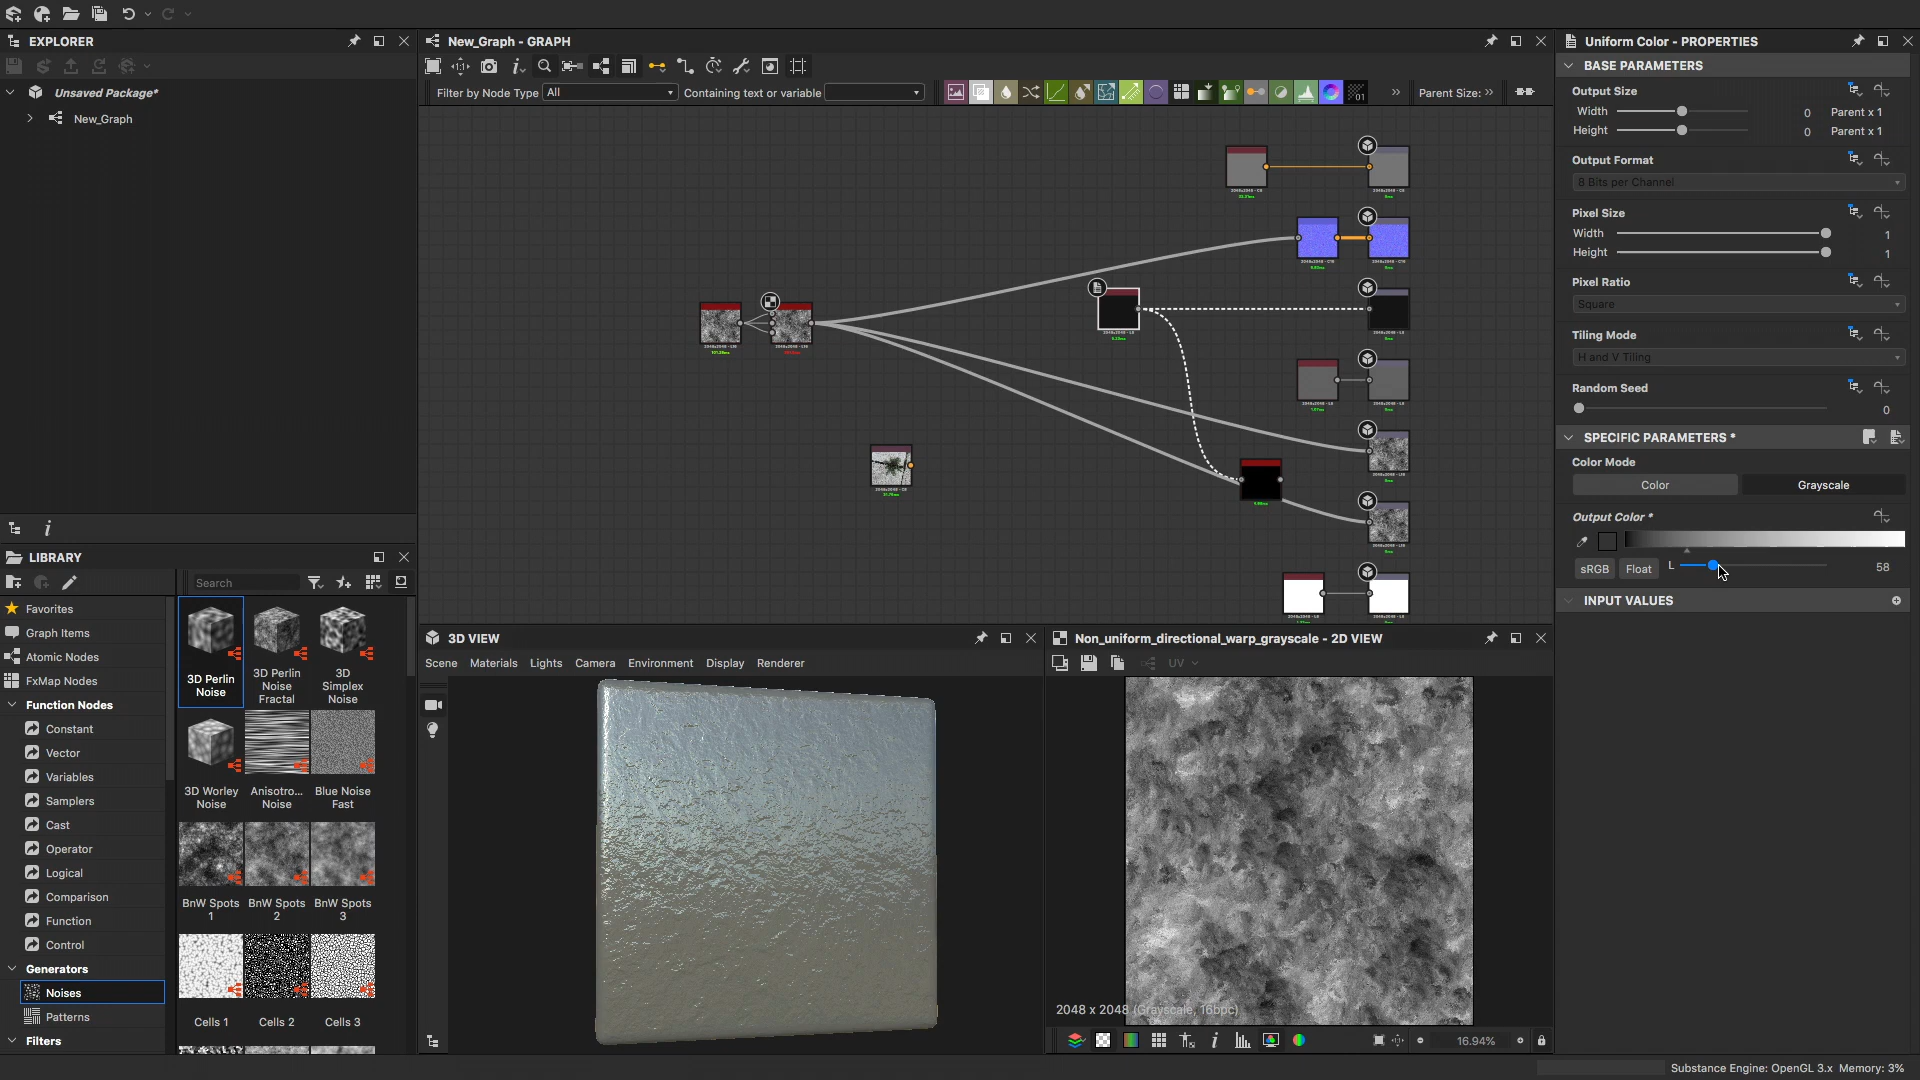 EXPLORER
Unsaved Package*
New_Graph
New_Graph - GRAPH
Filter by Node Type
All
Containing text or variable
01
Parent Size:
Uniform Color - PROPERTIES
BASE PARAMETERS
Output Size
Width
0
Parent x 1
Height
0
Parent x 1
Output Format
8 Bits per Channel
Pixel Size
Width
1
Height
1
Pixel Ratio
Square
Tiling Mode
H and V Tiling
Random Seed
0
SPECIFIC PARAMETERS *
Color Mode
Color
Grayscale
Output Color *
sRGB
Float
L
58
INPUT VALUES
LIBRARY
Search
Favorites
Graph Items
Atomic Nodes
FxMap Nodes
Function Nodes
Constant
Vector
Variables
Samplers
Cast
Operator
Logical
Comparison
Function
Control
Generators
Noises
Patterns
Filters
3D Perlin
Noise
3D Perlin
Noise
Fractal
3D
Simplex
Noise
3D Worley
Noise
Anisotro...
Noise
Blue Noise
Fast
BnW Spots
1
BnW Spots
2
BnW Spots
3
Cells 1
Cells 2
Cells 3
3D VIEW
Scene
Materials
Lights
Camera
Environment
Display
Renderer
Non_uniform_directional_warp_grayscale - 2D VIEW
UV
2048 x 2048 (Grayscale, 16bpc)
16.94%
Substance Engine: OpenGL 3.x Memory: 3%